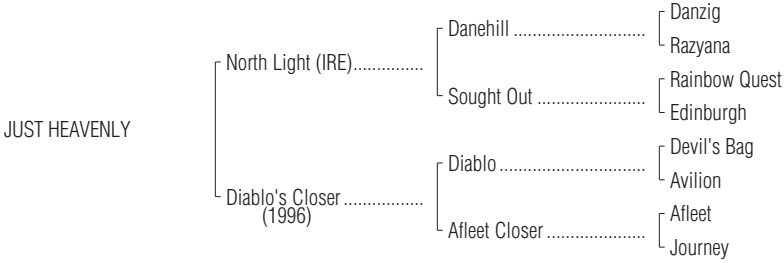 Danzig
Danehill ..........................
Razyana
North Light (IRE)...............
Rainbow Quest
Sought Out .....................
Edinburgh
JUST HEAVENLY
Devil's Bag
Diablo............................
Avilion
Diablo's Closer .................
(1996)
Afleet
Afleet Closer ...................
Journey